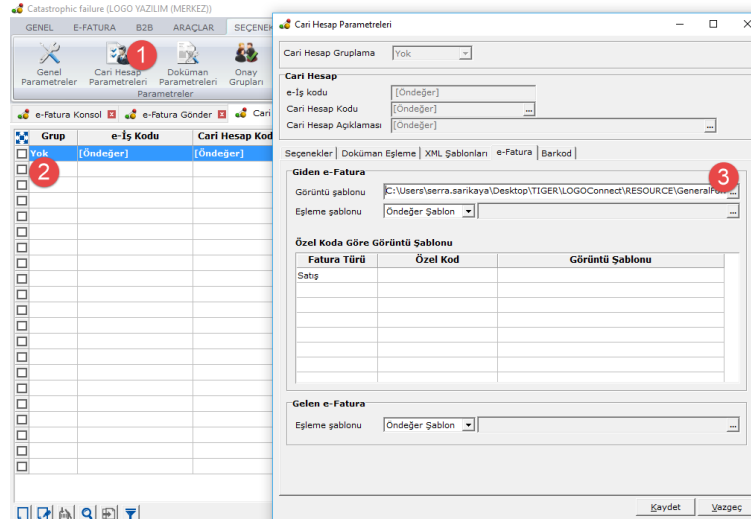 Catastrophic failure (LOGO YAZILIM (MERKEZ))
GENEL E-FATURA B2B ARAÇLAR SEÇENEK
Genel Parametreler
Cari Hesap Parametreleri
Doküman Parametreleri
Onay Grupları
Parametreler
1
e-Fatura Konsol
e-Fatura Gönder
Cari
Grup e-İş Kodu Cari Hesap Kod
Yok [Öndeğer] [Öndeğer]
2
Cari Hesap Parametreleri
Cari Hesap Gruplama Yok
Cari Hesap
e-İş kodu [Öndeğer]
Cari Hesap Kodu [Öndeğer] ...
Cari Hesap Açıklaması [Öndeğer] ...
Seçenekler Doküman Eşleme XML Şablonları e-Fatura Barkod
Giden e-Fatura
3
Görüntü şablonu C:\Users\serra.sarikaya\Desktop\TIGER\LOGOConnect\RESOURCE\ ...
Eşleme şablonu Öndeğer Şablon ...
Özel Koda Göre Görüntü Şablonu
Fatura Türü Özel Kod Görüntü Şablonu
Satış
Gelen e-Fatura
Eşleme şablonu Öndeğer Şablon ...
Kaydet Vazgeç